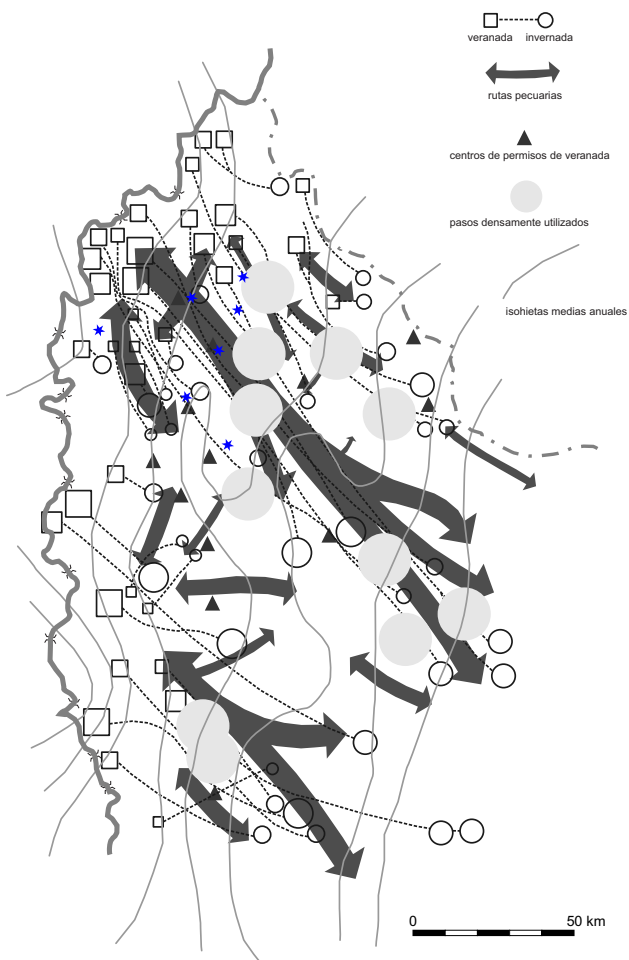 veranada invernada
rutas pecuarias
centros de permisos de veranada
pasos densamente utilizados
isohietas medias anuales
0 50 km